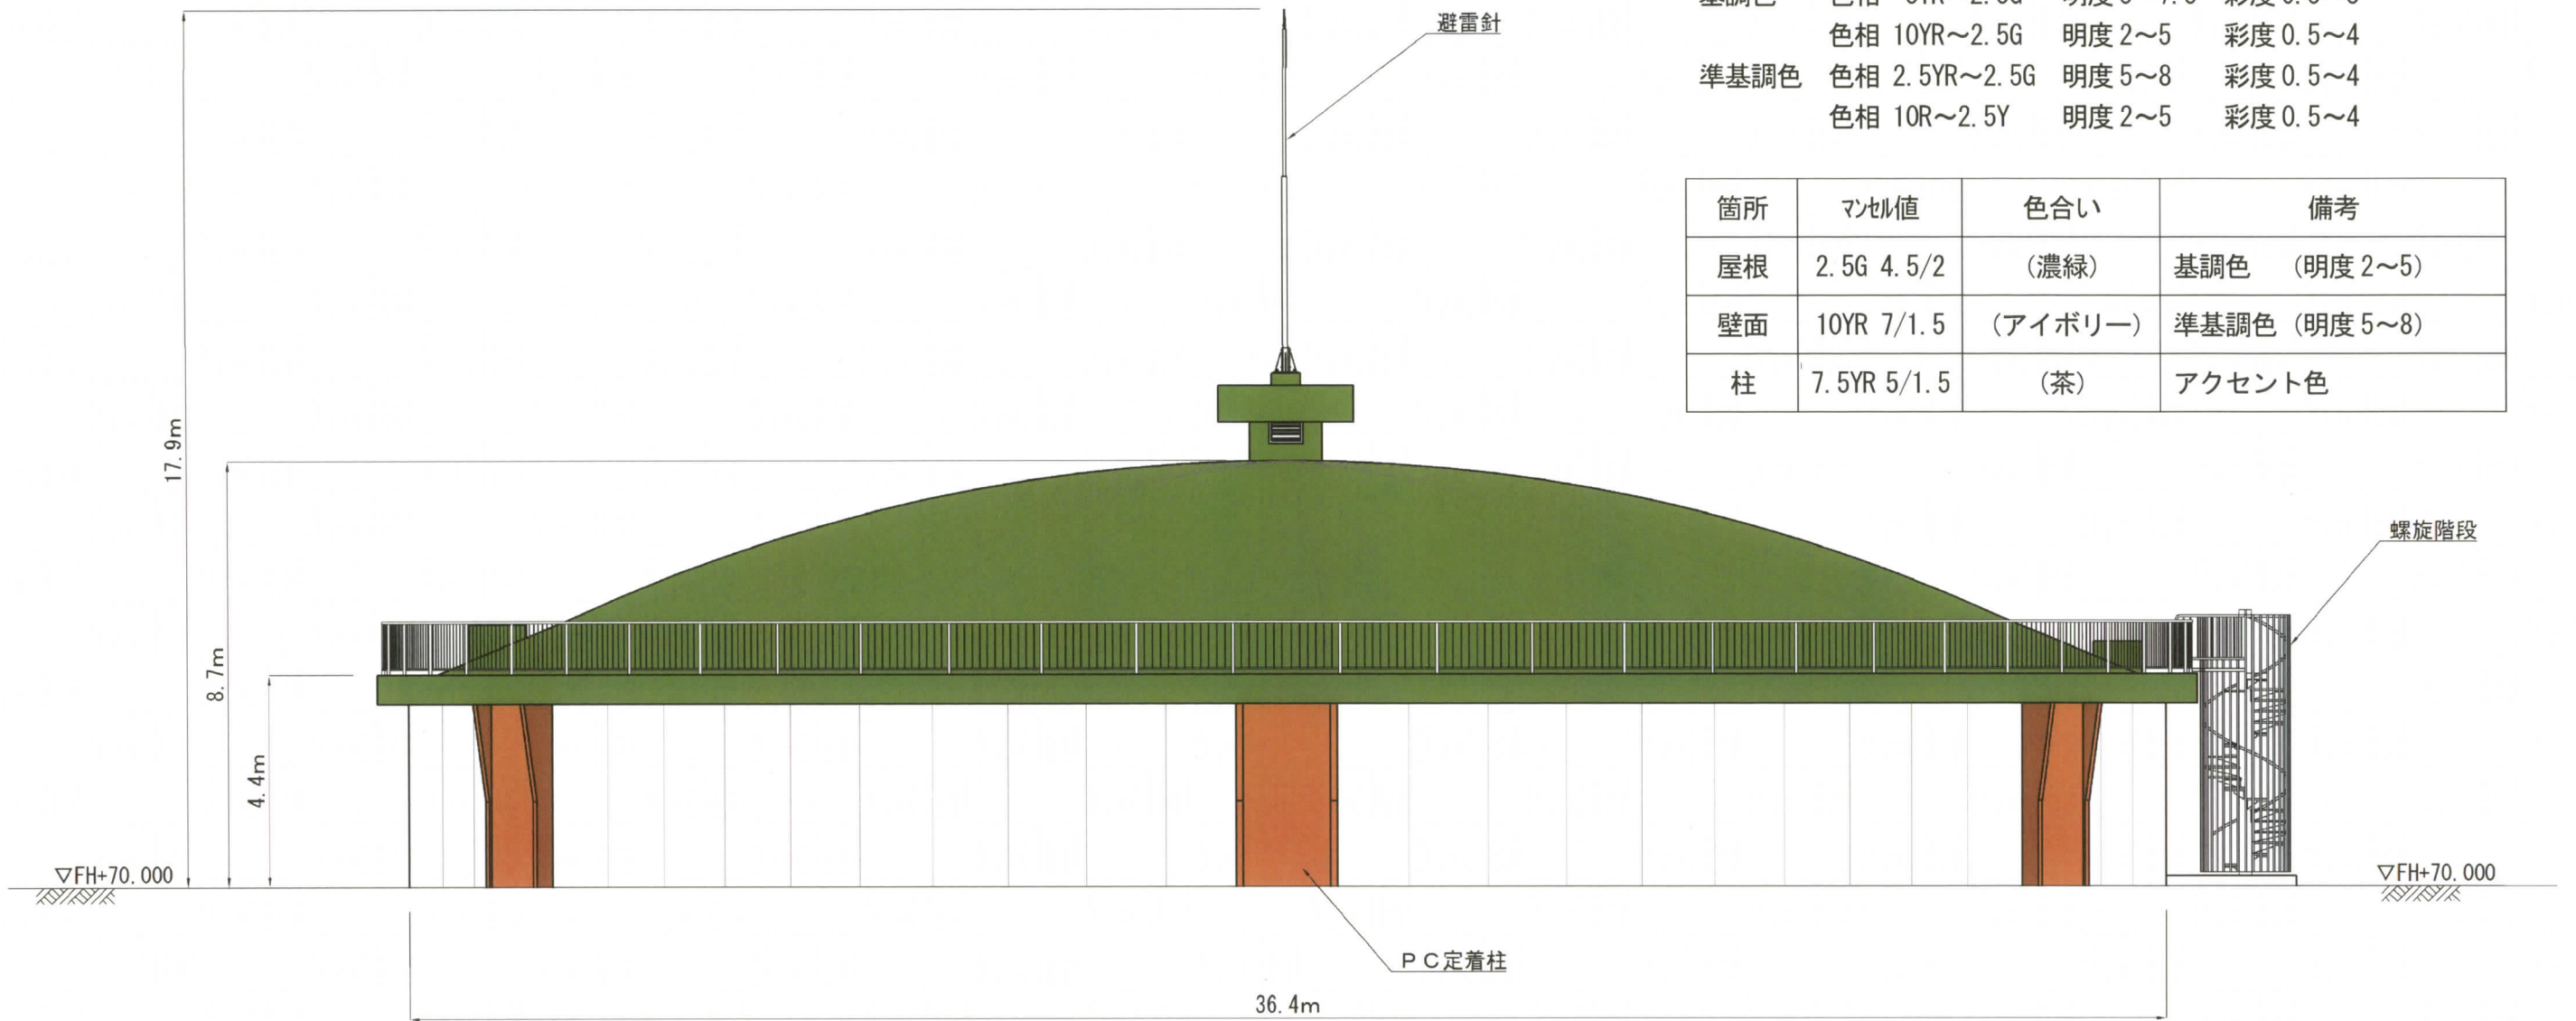 避雷針
色相 10YR～2.5G 明度2～5 彩度0.5～4
準基調色 色相 2.5YR～2.5G 明度5～8 彩度0.5～4
色相 10R～2.5Y 明度2～5 彩度0.5～4
箇所 マンセル値 色合い 備考
屋根 2.5G 4.5/2 （濃緑） 基調色 （明度2～5）
壁面 10YR 7/1.5 （アイボリー） 準基調色（明度5～8）
柱 7.5YR 5/1.5 （茶） アクセント色
17.9m
8.7m
4.4m
螺旋階段
▽FH+70.000
▽FH+70.000
ＰＣ定着柱
36.4m